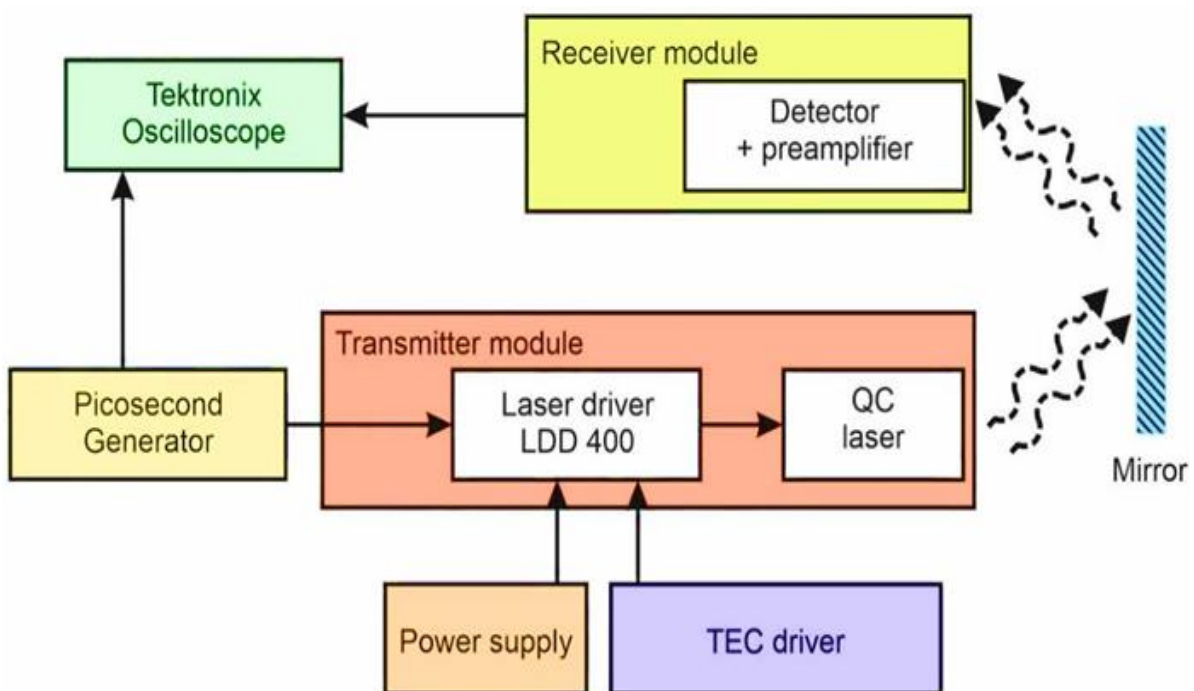 Receiver module
Tektronix
Oscilloscope
Detector
+ preamplifier
Transmitter module
Picosecond
Generator
Laser driver
LDD 400
QC
laser
Mirror
Power supply
TEC driver